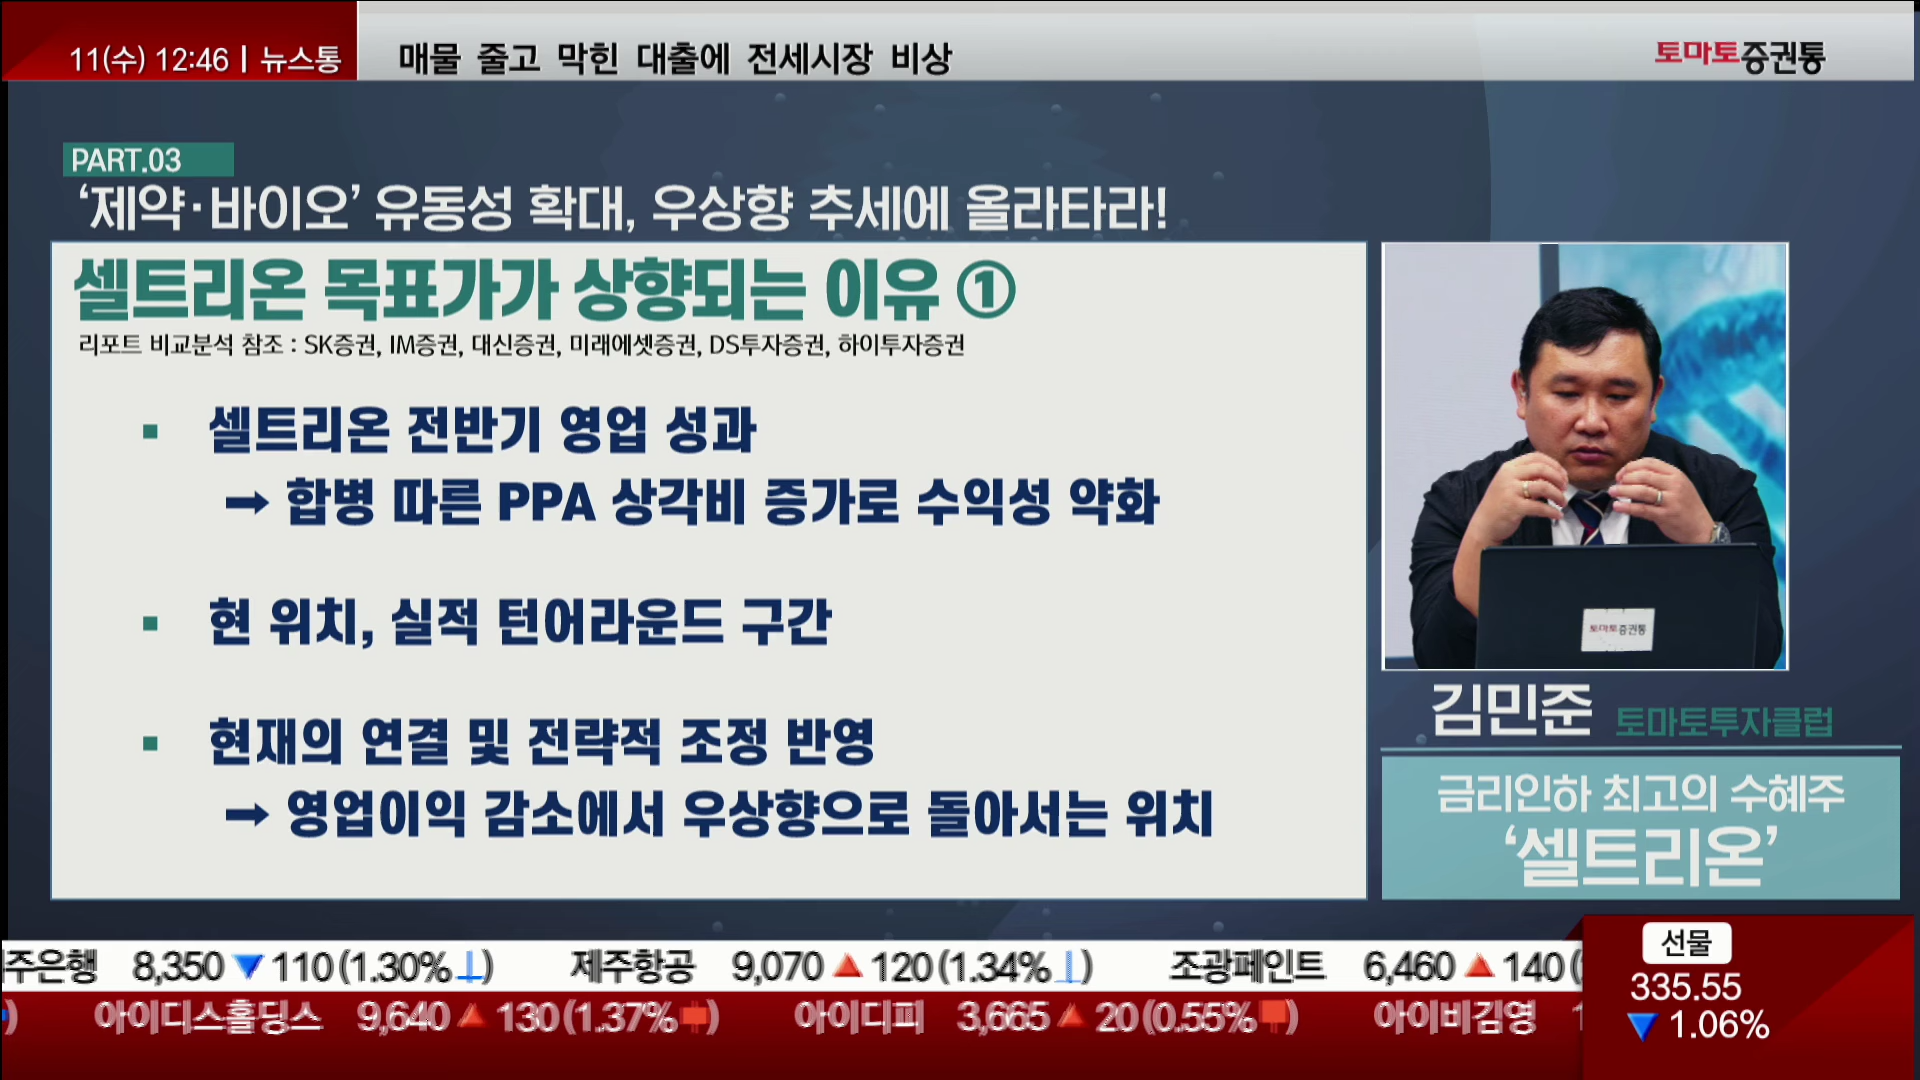 11(수) 12:46 | 뉴스통
매물 줄고 막힌 대출에 전세시장 비상
토마토증권통
PART.03
‘제약·바이오’ 유동성 확대, 우상향 추세에 올라타라!
셀트리온 목표가가 상향되는 이유 ①
리포트 비교분석 참조 : SK증권, IM증권, 대신증권, 미래에셋증권, DS투자증권, 하이투자증권
▪ 셀트리온 전반기 영업 성과
➡ 합병 따른 PPA 상각비 증가로 수익성 약화
▪ 현 위치, 실적 턴어라운드 구간
▪ 현재의 연결 및 전략적 조정 반영
➡ 영업이익 감소에서 우상향으로 돌아서는 위치
토마토증권통
김민준 토마토투자클럽
금리인하 최고의 수혜주
‘셀트리온’
주은행 8,350 ▼110(1.30%↓) 제주항공 9,070 ▲120(1.34%↓) 조광페인트 6,460 ▲140(
) 아이디스홀딩스 9,640 ▲130(1.37%) 아이디피 3,665 ▲20(0.55%) 아이비김영
선물
335.55
▼ 1.06%